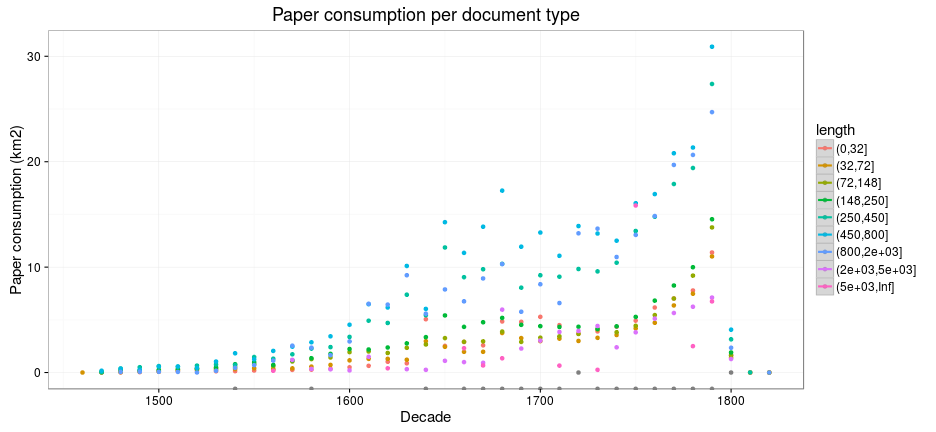 Paper consumption per document type
Paper consumption (km2)
30
20
10
0
1500
1600
1700
1800
Decade
length
(0,32]
(32,72]
(72,148]
(148,250]
(250,450]
(450,800]
(800,2e+03]
(2e+03,5e+03]
(5e+03,Inf]